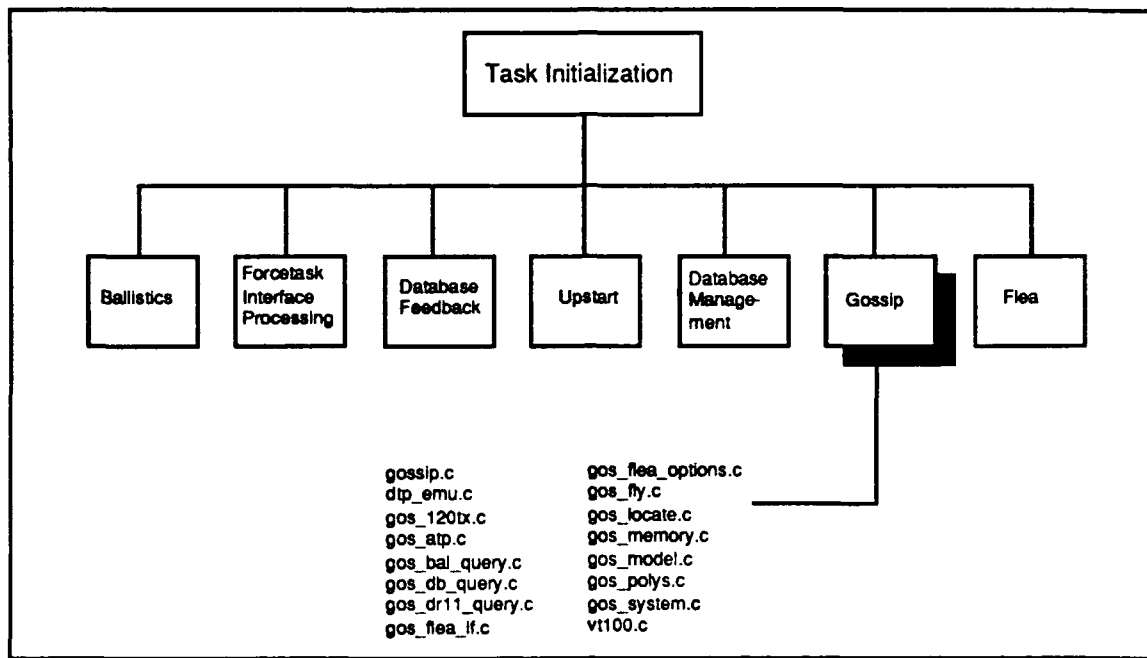 Task Initialization
Ballistics
Forcetask
Interface
Processing
Database
Feedback
Upstart
Database
Manage-
ment
Gossip
Flea
gossip.c
dtp_emu.c
gos_120tx.c
gos_atp.c
gos_bal_query.c
gos_db_query.c
gos_dr11_query.c
gos_flea_if.c
gos_flea_options.c
gos_fly.c
gos_locate.c
gos_memory.c
gos_model.c
gos_polys.c
gos_system.c
vt100.c